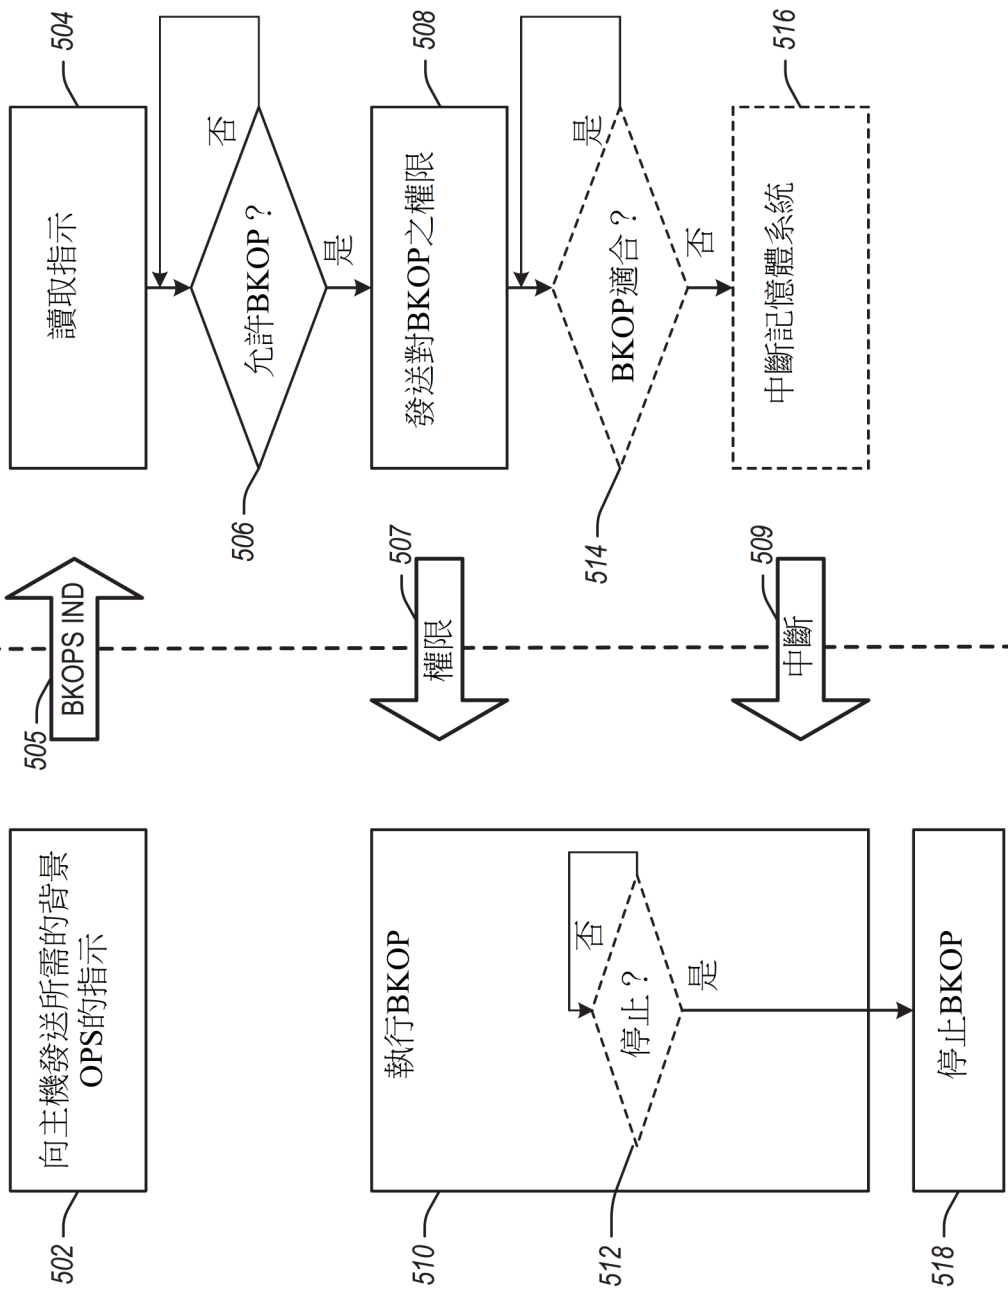 502
向主機發送所需的背景
OPS的指示
505
BKOPS IND
504
讀取指示
506
允許BKOP？
否
是
507
權限
508
發送對BKOP之權限
510
執行BKOP
512
停止？
否
是
514
BKOP適合？
是
否
509
中斷
516
中斷記憶體系統
518
停止BKOP